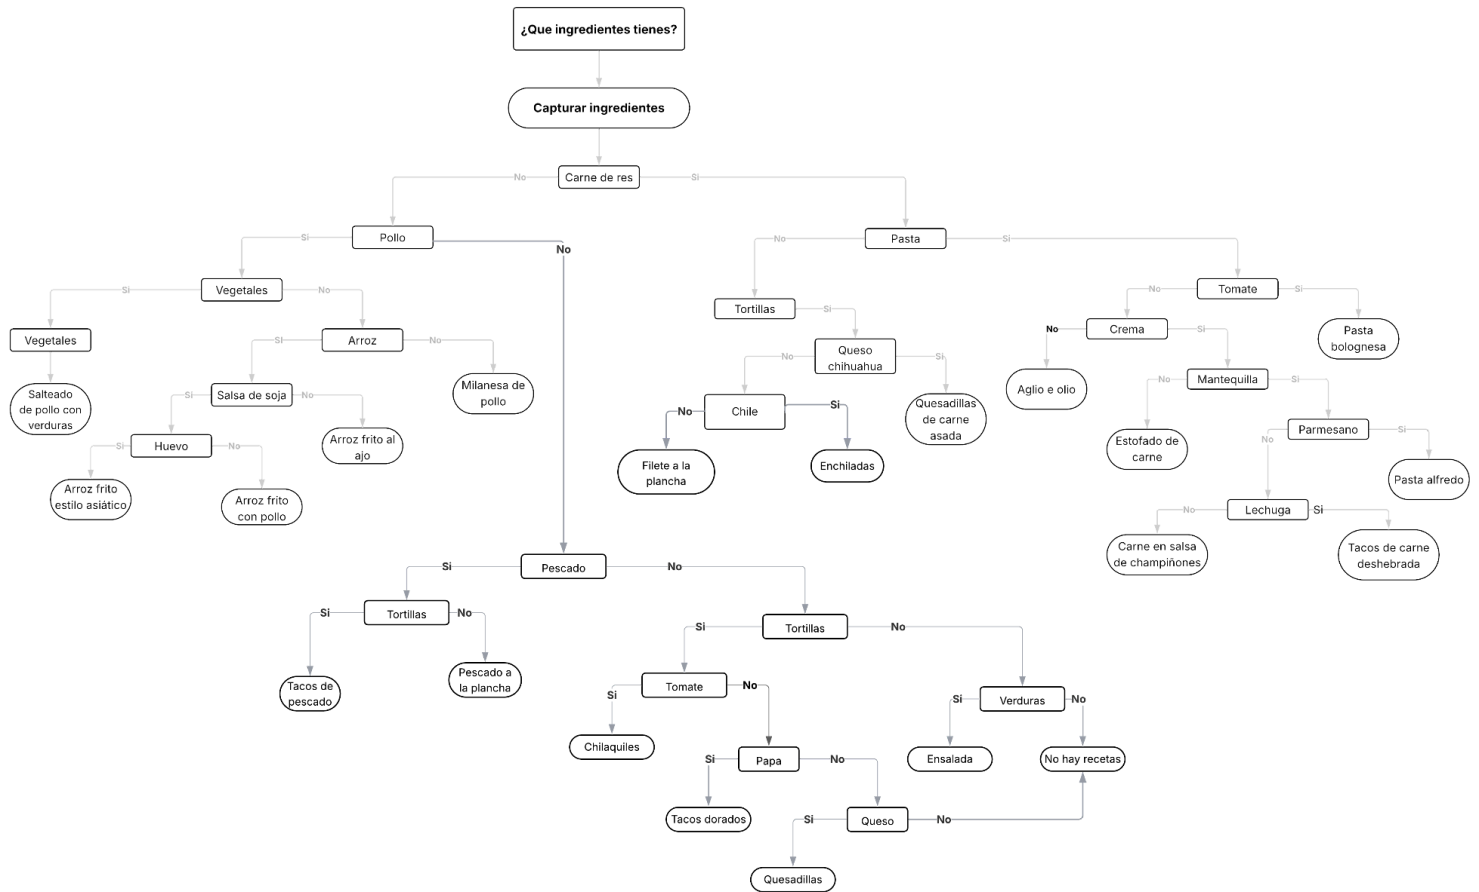 ¿Que ingredientes tienes?
Capturar ingredientes
Carne de res
No
Si
Pollo
Si
No
Pasta
No
Si
Vegetales
Si
No
Tomate
No
Si
Tortillas
Si
Vegetales
Arroz
Si
No
Crema
No
Si
Pasta
bolognesa
Queso
chihuahua
No
Si
Salteado
de pollo con
verduras
Salsa de soja
Si
No
Milanesa de
pollo
Aglio e olio
Mantequilla
No
Si
Chile
No
Si
Quesadillas
de carne
asada
Huevo
Si
No
Arroz frito al
ajo
Parmesano
No
Si
Estofado de
carne
Filete a la
plancha
Enchiladas
Pasta alfredo
Arroz frito
estilo asiático
Arroz frito
con pollo
Lechuga
No
Si
Carne en salsa
de champiñones
Tacos de carne
deshebrada
Pescado
Si
No
Tortillas
Si
No
Tortillas
Si
No
Tacos de
pescado
Pescado a
la plancha
Tomate
Si
No
Verduras
Si
No
Chilaquiles
Papa
Si
No
Ensalada
No hay recetas
Tacos dorados
Queso
Si
No
Quesadillas